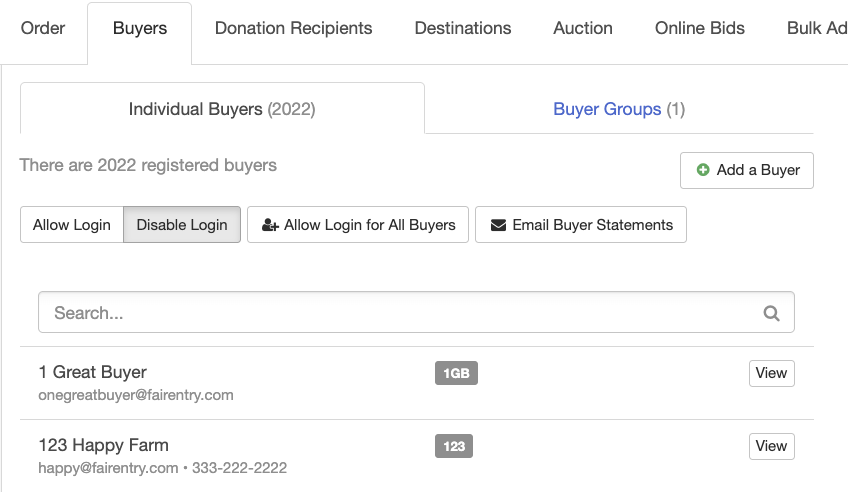 Order Buyers Donation Recipients Destinations Auction Online Bids Bulk Ad
Individual Buyers (2022) Buyer Groups (1)
There are 2022 registered buyers
Add a Buyer
Allow Login Disable Login Allow Login for All Buyers Email Buyer Statements
Search...
1 Great Buyer 1GB View
onegreatbuyer@fairentry.com
123 Happy Farm 123 View
happy@fairentry.com • 333-222-2222